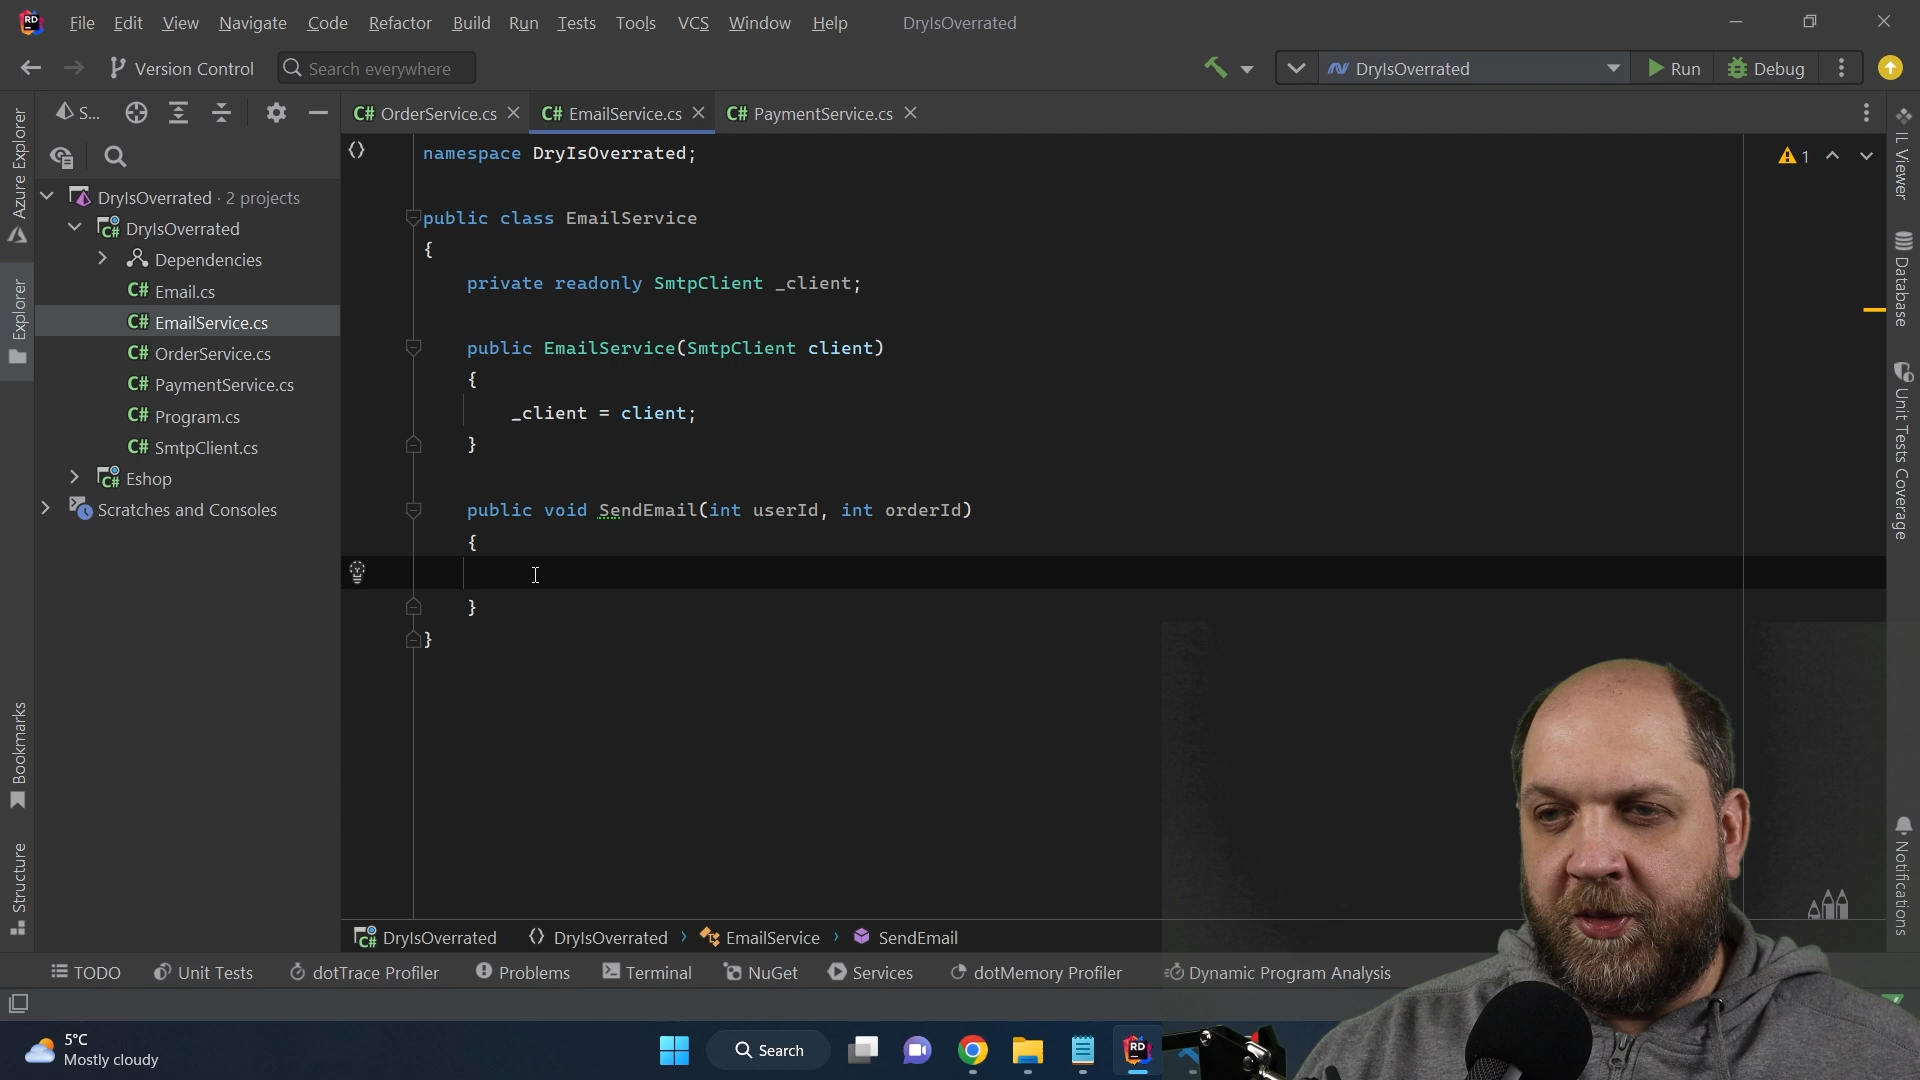 RD File Edit View Navigate Code Refactor Build Run Tests Tools VCS Window Help DryIsOverrated
Version Control Search everywhere DryIsOverrated Run Debug
S...
C# OrderService.cs C# EmailService.cs C# PaymentService.cs
Azure Explorer
Explorer
Bookmarks
Structure
DryIsOverrated · 2 projects
C# DryIsOverrated
Dependencies
C# Email.cs
C# EmailService.cs
C# OrderService.cs
C# PaymentService.cs
C# Program.cs
C# SmtpClient.cs
C# Eshop
Scratches and Consoles
namespace DryIsOverrated;
public class EmailService
{
private readonly SmtpClient _client;
public EmailService(SmtpClient client)
{
_client = client;
}
public void SendEmail(int userId, int orderId)
{
}
}
1
IL Viewer
Database
Unit Tests Coverage
Notifications
C# DryIsOverrated DryIsOverrated EmailService SendEmail
TODO Unit Tests dotTrace Profiler Problems Terminal NuGet Services dotMemory Profiler Dynamic Program Analysis
5°C
Mostly cloudy
Search
RD